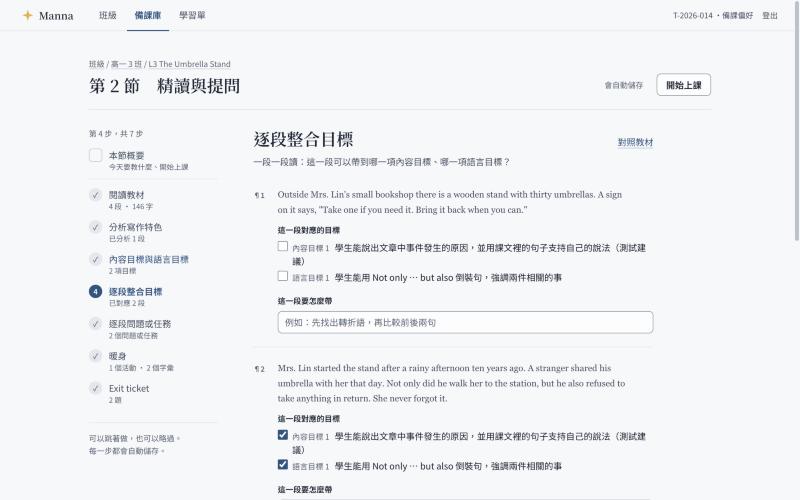 Manna
班級
備課庫
學習單
T-2026-014 ・備課偏好
登出
班級 / 高一 3 班 / L3 The Umbrella Stand
第 2 節　精讀與提問
會自動儲存
開始上課
第 4 步，共 7 步
本節概要
今天要教什麼、開始上課
閱讀教材
4 段 ・ 146 字
分析寫作特色
已分析 1 段
內容目標與語言目標
2 項目標
4 逐段整合目標
已對應 2 段
逐段問題或任務
2 個問題或任務
暖身
1 個活動 ・ 2 個字彙
Exit ticket
2 題
可以跳著做，也可以略過。
每一步都會自動儲存。
逐段整合目標
對照教材
一段一段讀：這一段可以帶到哪一項內容目標、哪一項語言目標？
¶ 1 Outside Mrs. Lin's small bookshop there is a wooden stand with thirty umbrellas. A sign
on it says, "Take one if you need it. Bring it back when you can."
這一段對應的目標
內容目標 1 學生能說出文章中事件發生的原因，並用課文裡的句子支持自己的說法（測試建
議）
語言目標 1 學生能用 Not only ⋯ but also 倒裝句，強調兩件相關的事
這一段要怎麼帶
例如：先找出轉折語，再比較前後兩句
¶ 2 Mrs. Lin started the stand after a rainy afternoon ten years ago. A stranger shared his
umbrella with her that day. Not only did he walk her to the station, but he also refused to
take anything in return. She never forgot it.
這一段對應的目標
內容目標 1 學生能說出文章中事件發生的原因，並用課文裡的句子支持自己的說法（測試建
議）
語言目標 1 學生能用 Not only ⋯ but also 倒裝句，強調兩件相關的事
這一段要怎麼帶